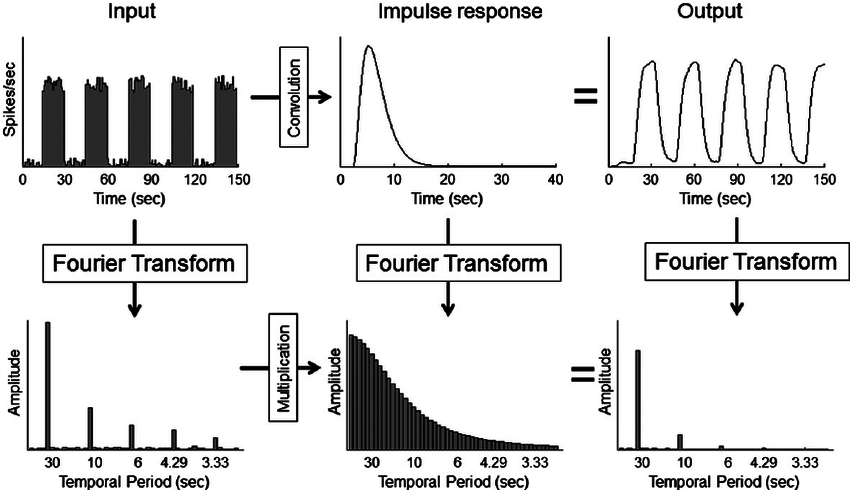 Input
Impulse response
Output
Spikes/sec
Convolution
=
0 30 60 90 120 150
0 10 20 30 40
0 30 60 90 120 150
Time (sec)
Time (sec)
Time (sec)
Fourier Transform
Fourier Transform
Fourier Transform
Amplitude
Multiplication
Amplitude
=
Amplitude
30 10 6 4.29 3.33
30 10 6 4.29 3.33
30 10 6 4.29 3.33
Temporal Period (sec)
Temporal Period (sec)
Temporal Period (sec)